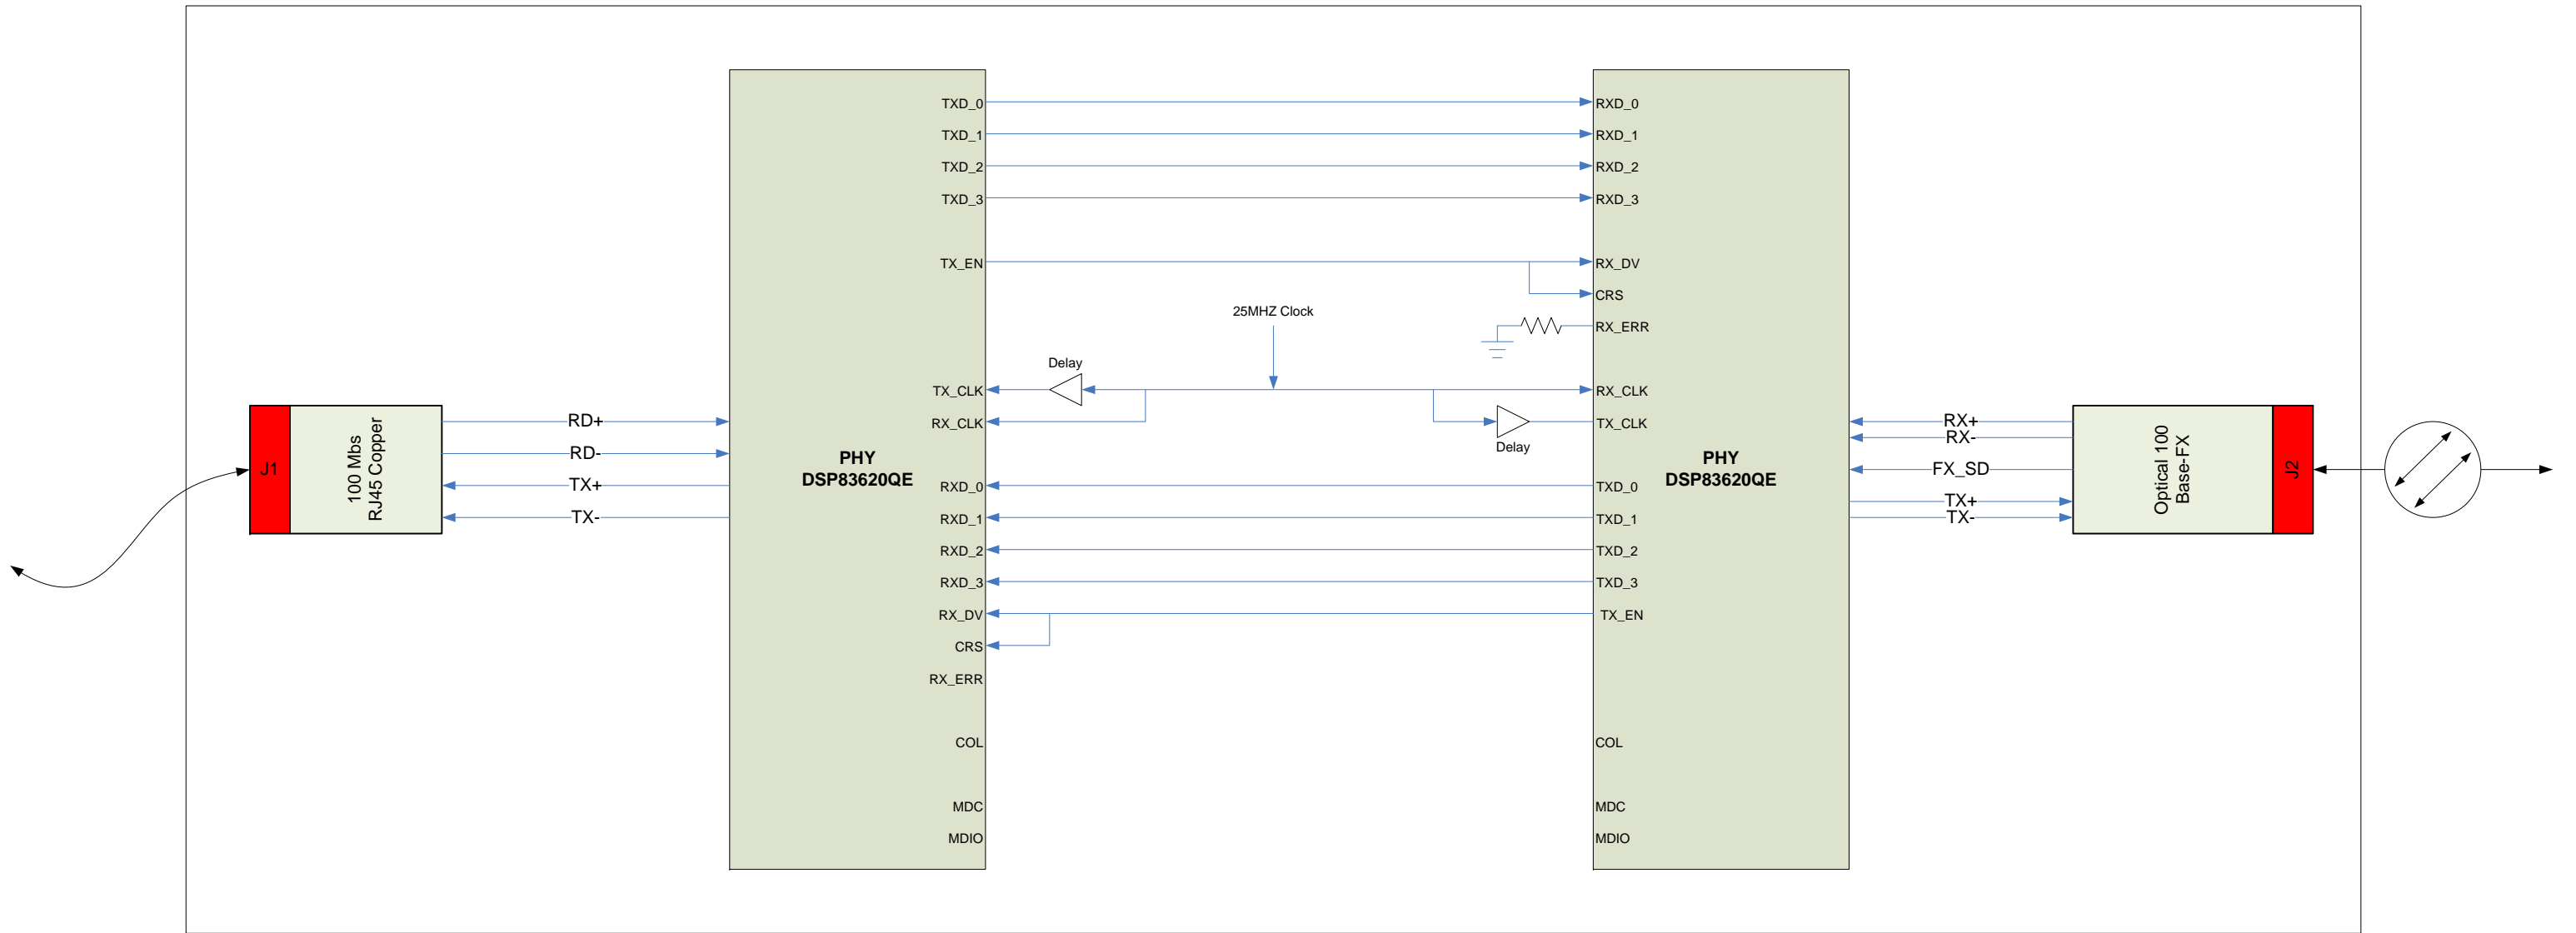 TXD_0
TXD_1
TXD_2
TXD_3
TX_EN
TX_CLK
RX_CLK
RXD_0
RXD_1
RXD_2
RXD_3
RX_DV
CRS
RX_ERR
COL
MDC
MDIO
PHY
DSP83620QE
J1
100 Mbs
RJ45 Copper
RD+
RD-
TX+
TX-
25MHZ Clock
Delay
Delay
RXD_0
RXD_1
RXD_2
RXD_3
RX_DV
CRS
RX_ERR
RX_CLK
TX_CLK
TXD_0
TXD_1
TXD_2
TXD_3
TX_EN
COL
MDC
MDIO
PHY
DSP83620QE
RX+
RX-
FX_SD
TX+
TX-
Optical 100
Base-FX
J2